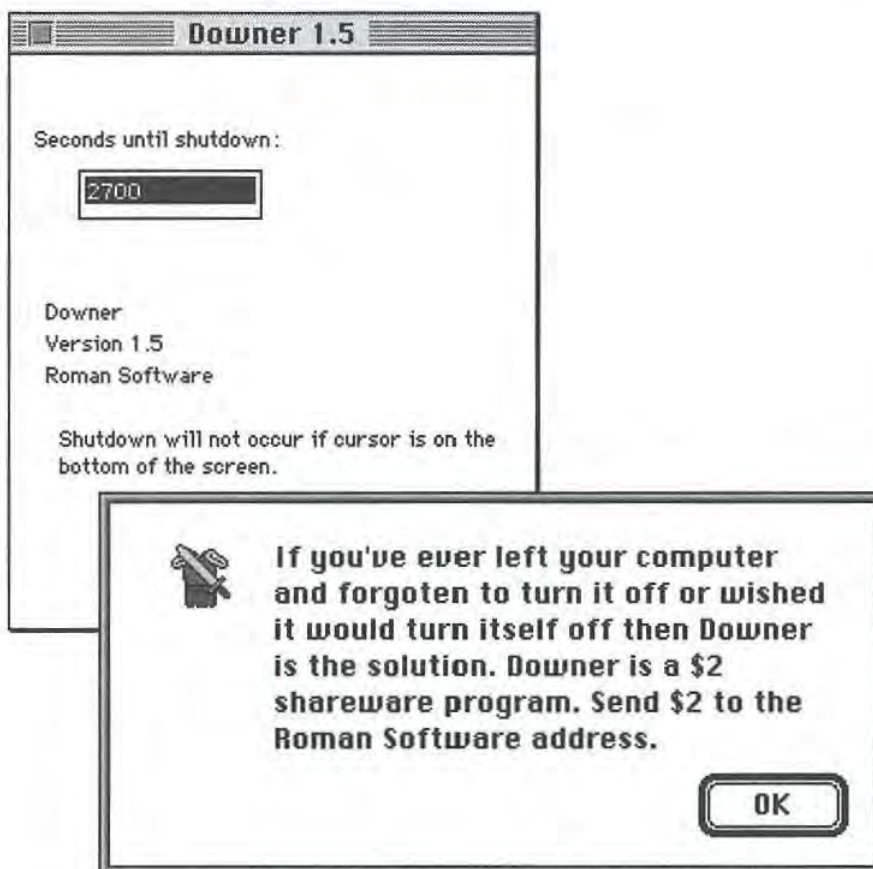 Downer 1.5
Seconds until shutdown:
2700
Downer
Version 1.5
Roman Software
Shutdown will not occur if cursor is on the
bottom of the screen.
If you've ever left your computer
and forgoten to turn it off or wished
it would turn itself off then Downer
is the solution. Downer is a $2
shareware program. Send $2 to the
Roman Software address.
OK